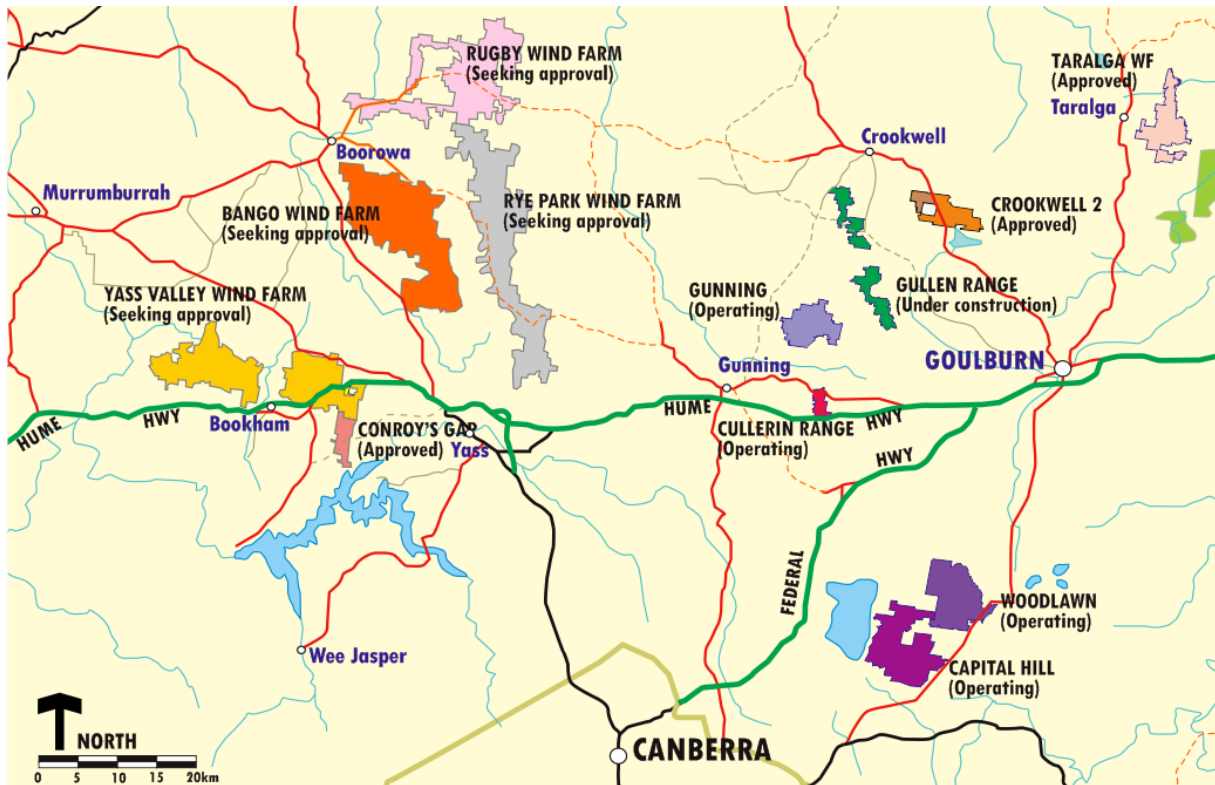 RUGBY WIND FARM
(Seeking approval)
TARALGA WF
(Approved)
Taralga
Boorowa
Crookwell
Murrumburrah
BANGO WIND FARM
(Seeking approval)
RYE PARK WIND FARM
(Seeking approval)
CROOKWELL 2
(Approved)
YASS VALLEY WIND FARM
(Seeking approval)
GUNNING
(Operating)
GULLEN RANGE
(Under construction)
Gunning
GOULBURN
HUME
HWY
Bookham
HUME
HWY
CONROY'S GAP
(Approved)
Yass
CULLERIN RANGE
(Operating)
HWY
FEDERAL
WOODLAWN
(Operating)
Wee Jasper
CAPITAL HILL
(Operating)
NORTH
CANBERRA
0 5 10 15 20km